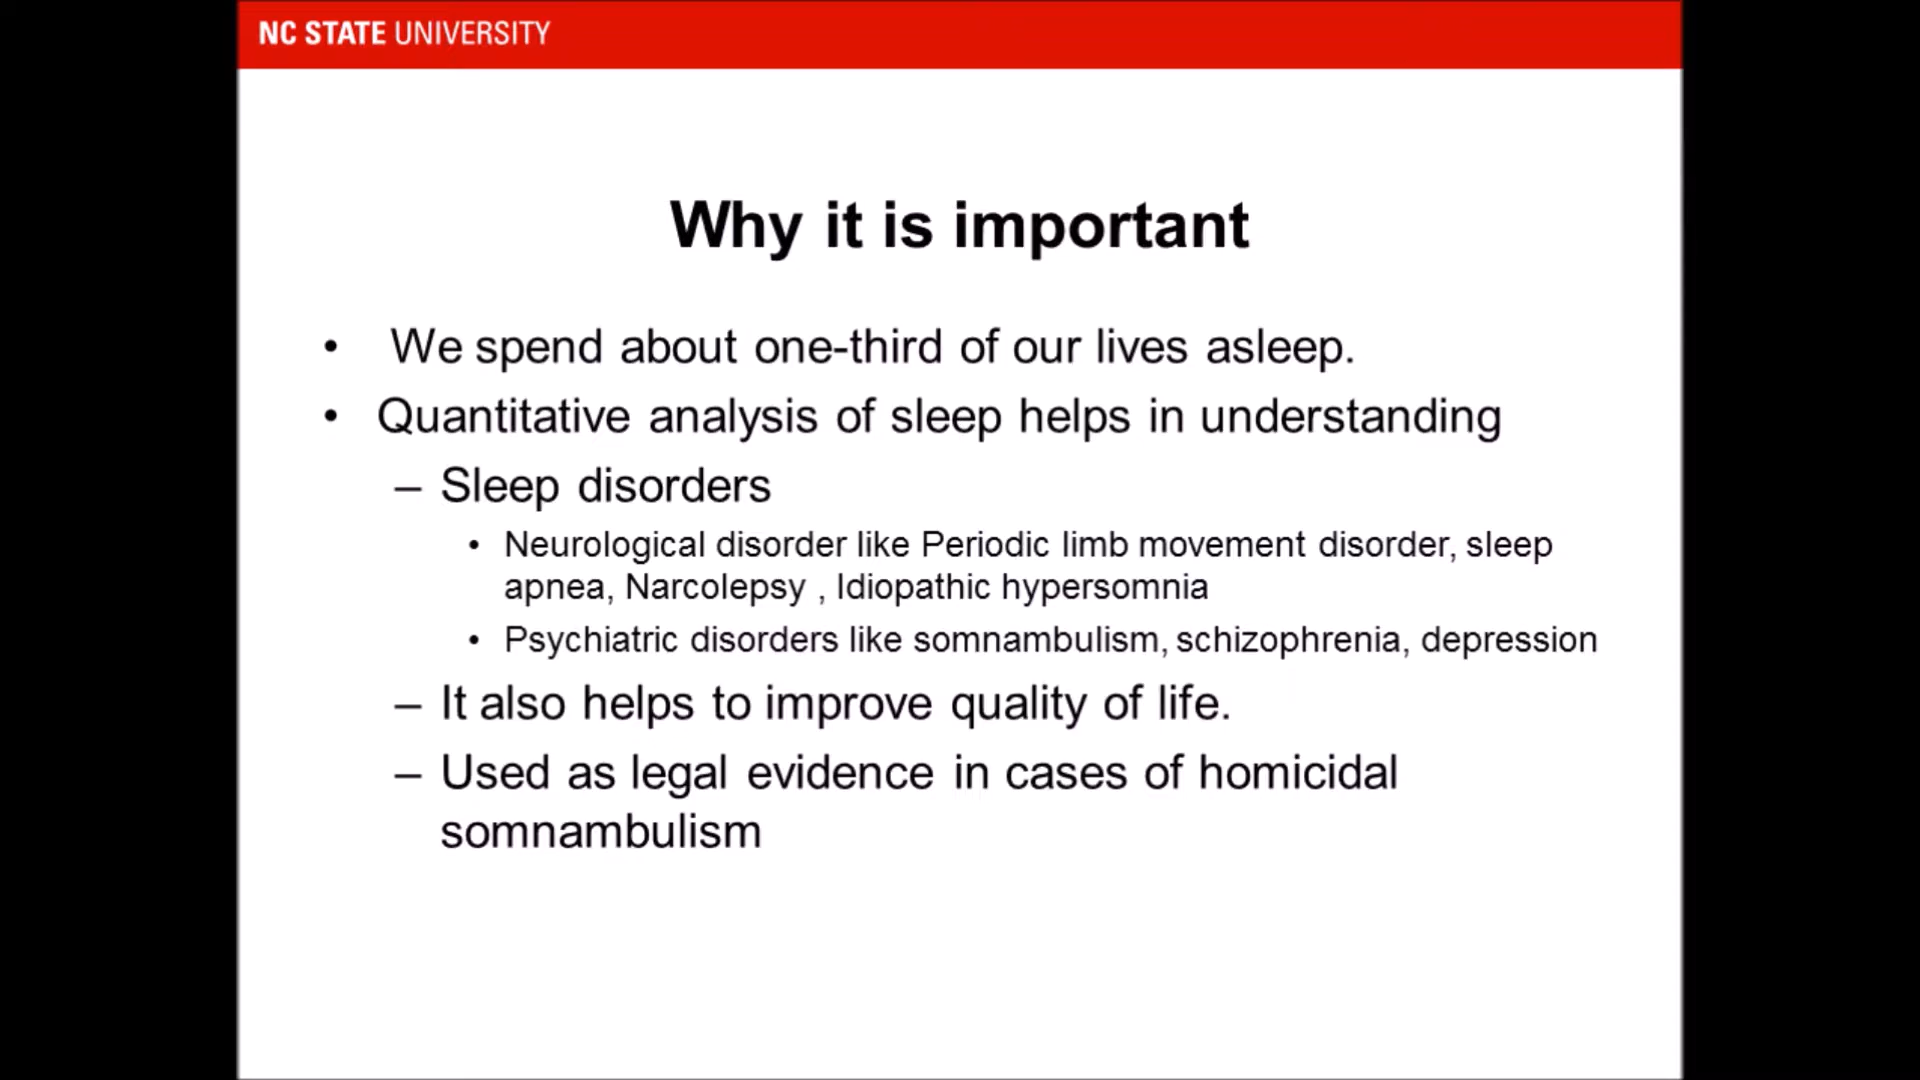 NC STATE UNIVERSITY
Why it is important
• We spend about one-third of our lives asleep.
• Quantitative analysis of sleep helps in understanding
– Sleep disorders
• Neurological disorder like Periodic limb movement disorder, sleep
apnea, Narcolepsy , Idiopathic hypersomnia
• Psychiatric disorders like somnambulism, schizophrenia, depression
– It also helps to improve quality of life.
– Used as legal evidence in cases of homicidal
somnambulism